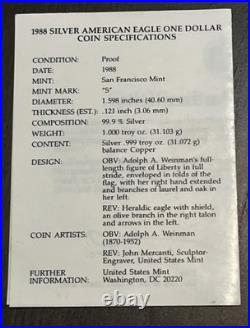 1988 SILVER AMERICAN EAGLE ONE DOLLAR
COIN SPECIFICATIONS
CONDITION: Proof
DATE: 1988
MINT: San Francisco Mint
MINT MARK: "S"
DIAMETER: 1.598 inches (40.60 mm)
THICKNESS (EST.): .121 inch (3.06 mm)
COMPOSITION: 99.9 % Silver
WEIGHT: 1.000 troy oz. (31.103 g)
CONTENT: Silver .999 troy oz. (31.072 g)
balance Copper
DESIGN: OBV: Adolph A. Weinman's full-
length figure of Liberty in full
stride, enveloped in folds of the
flag, with her right hand extended
and branches of laurel and oak in
her left.
REV: Heraldic eagle with shield,
an olive branch in the right talon
and arrows in the left.
COIN ARTISTS: OBV: Adolph A. Weinman
(1870-1952)
REV: John Mercanti, Sculptor-
Engraver, United States Mint
FURTHER United States Mint
INFORMATION: Washington, DC 20220
thecollectiblecoins.com